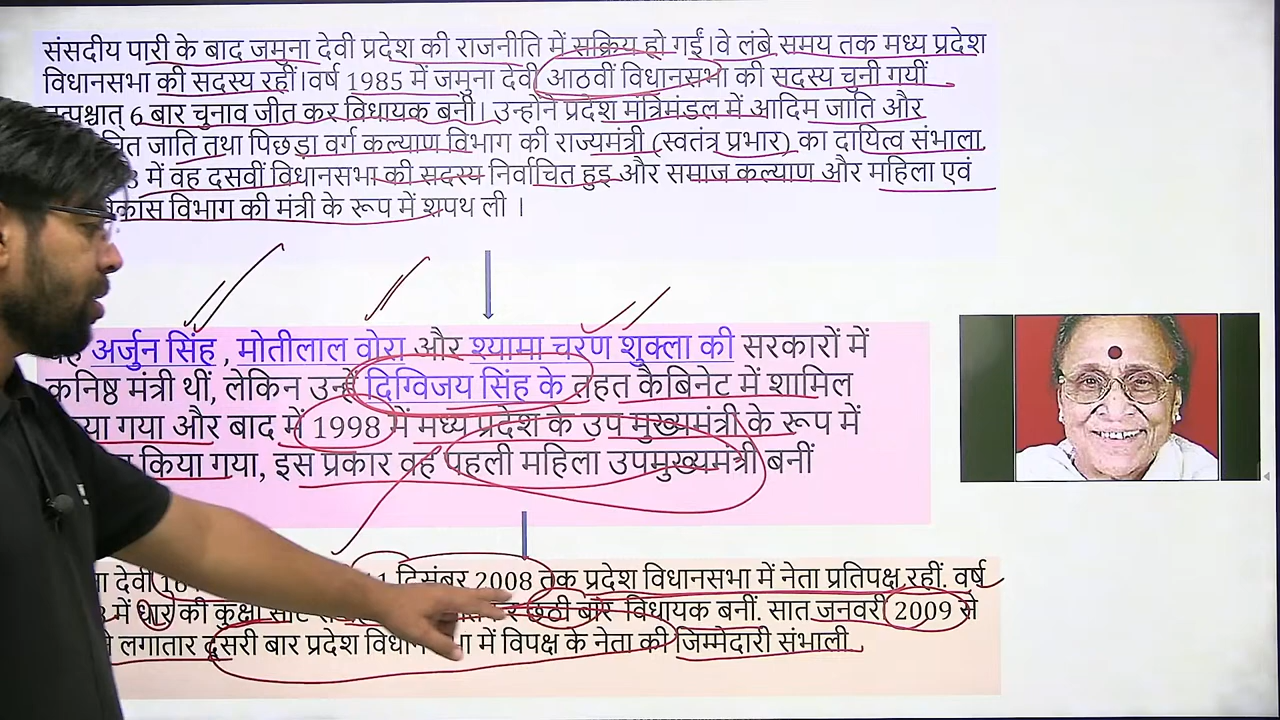 संसदीय पारी के बाद जमुना देवी प्रदेश की राजनीति में सक्रिय हो गईं।वे लंबे समय तक मध्य प्रदेश
विधानसभा की सदस्य रहीं।वर्ष 1985 में जमुना देवी आठवीं विधानसभा की सदस्य चुनी गयीं
6 बार चुनाव जीत कर विधायक बनी। उन्होंने प्रदेश मंत्रिमंडल में आदिम जाति और
जाति तथा पिछड़ा वर्ग कल्याण विभाग की राज्यमंत्री (स्वतंत्र प्रभार) का दायित्व संभाला.
में वह दसवीं विधानसभा की सदस्य निर्वाचित हुइ और समाज कल्याण और महिला एवं
विभाग की मंत्री के रूप में शपथ ली ।
अर्जुन सिंह , मोतीलाल वोरा और श्यामा चरण शुक्ला की सरकारों में
कनिष्ठ मंत्री थीं, लेकिन उन्हें दिग्विजय सिंह के तहत कैबिनेट में शामिल
गया और बाद में 1998 में मध्य प्रदेश के उप मुख्यमंत्री के रूप में
किया गया, इस प्रकार वह पहली महिला उपमुख्यमंत्री बनीं
देवी दिसंबर 2008 तक प्रदेश विधानसभा में नेता प्रतिपक्ष रहीं. वर्ष
में धार की कुक्षी सीट छठी बार विधायक बनीं. सात जनवरी 2009 से
लगातार दूसरी बार प्रदेश में विपक्ष के नेता की जिम्मेदारी संभाली